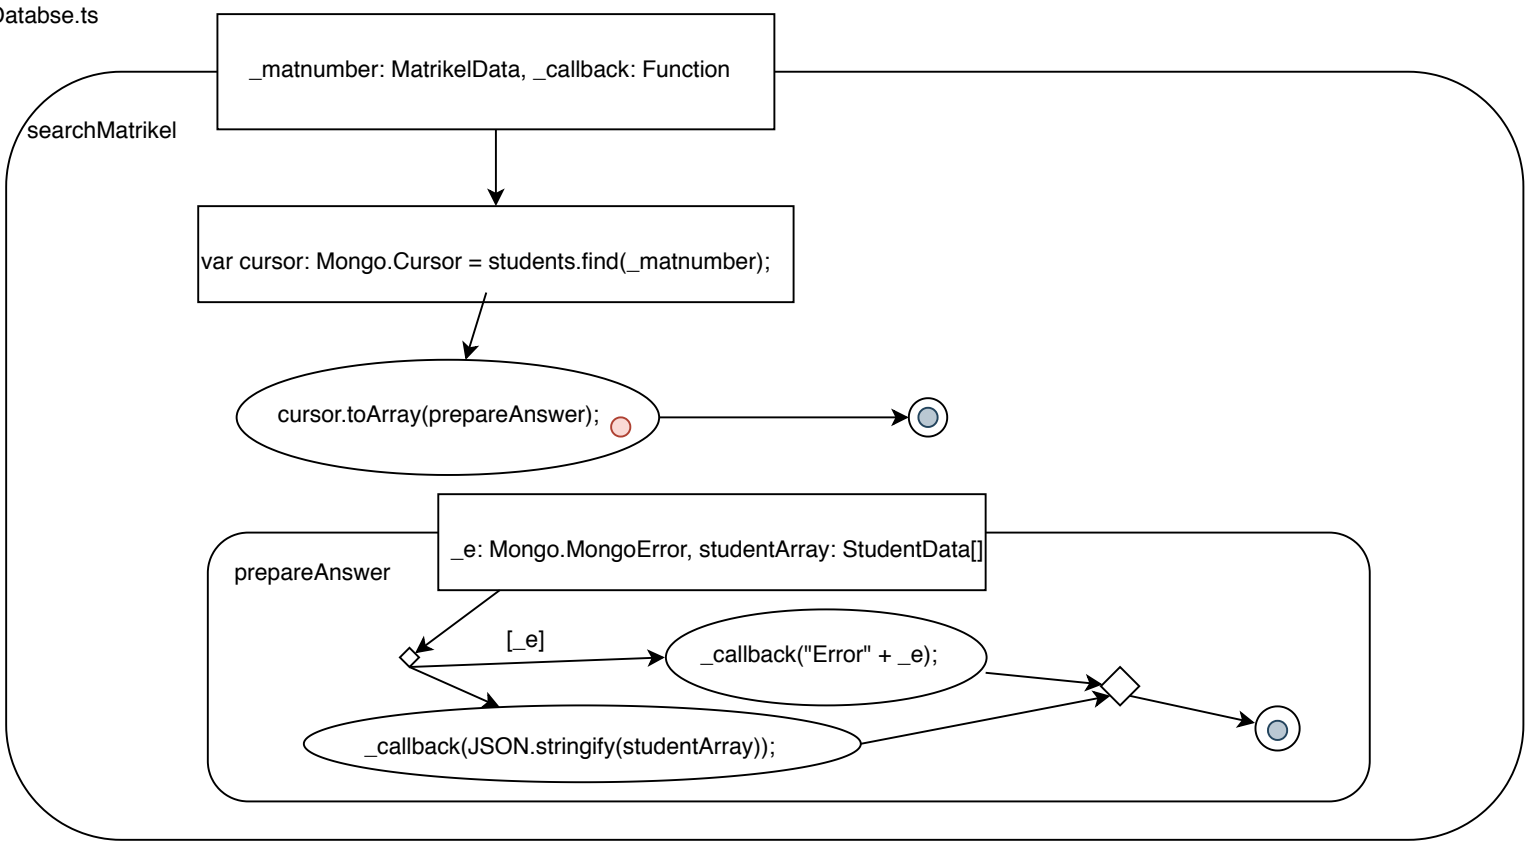 Databse.ts
_matnumber: MatrikelData, _callback: Function
searchMatrikel
var cursor: Mongo.Cursor = students.find(_matnumber);
cursor.toArray(prepareAnswer);
_e: Mongo.MongoError, studentArray: StudentData[]
prepareAnswer
[_e]
_callback("Error" + _e);
_callback(JSON.stringify(studentArray));